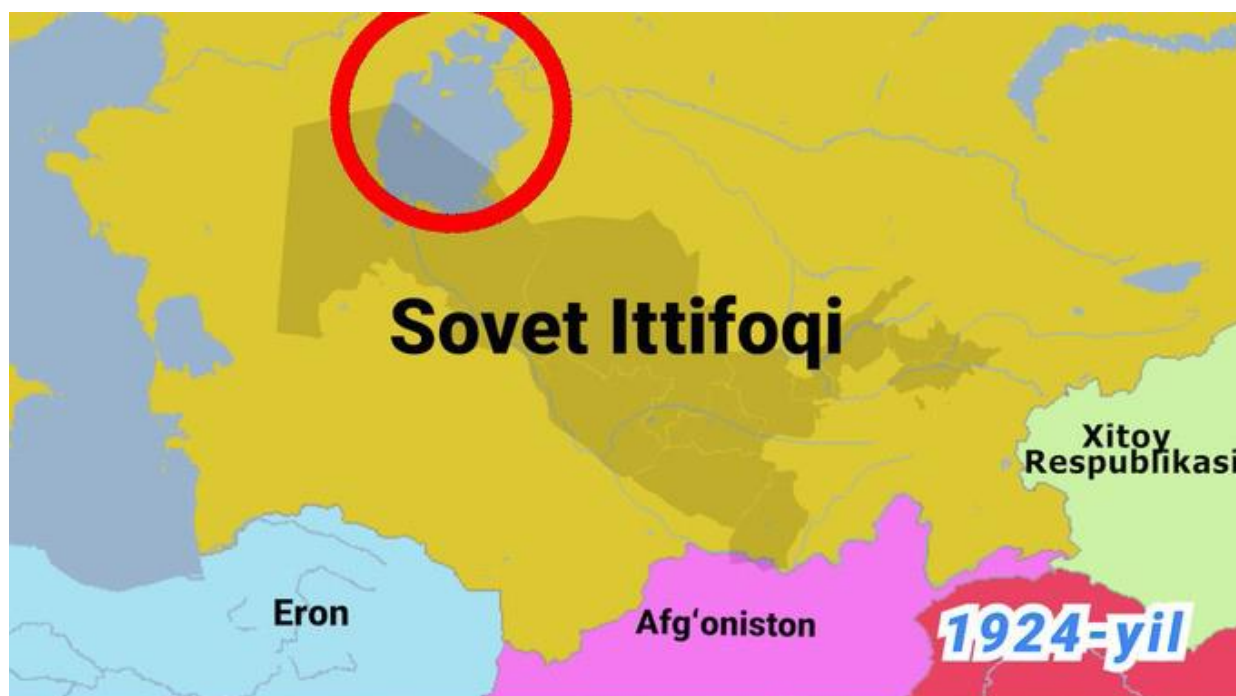 Sovet Ittifoqi
Xitoy
Respublikasi
Eron
Afg‘oniston
1924-yil